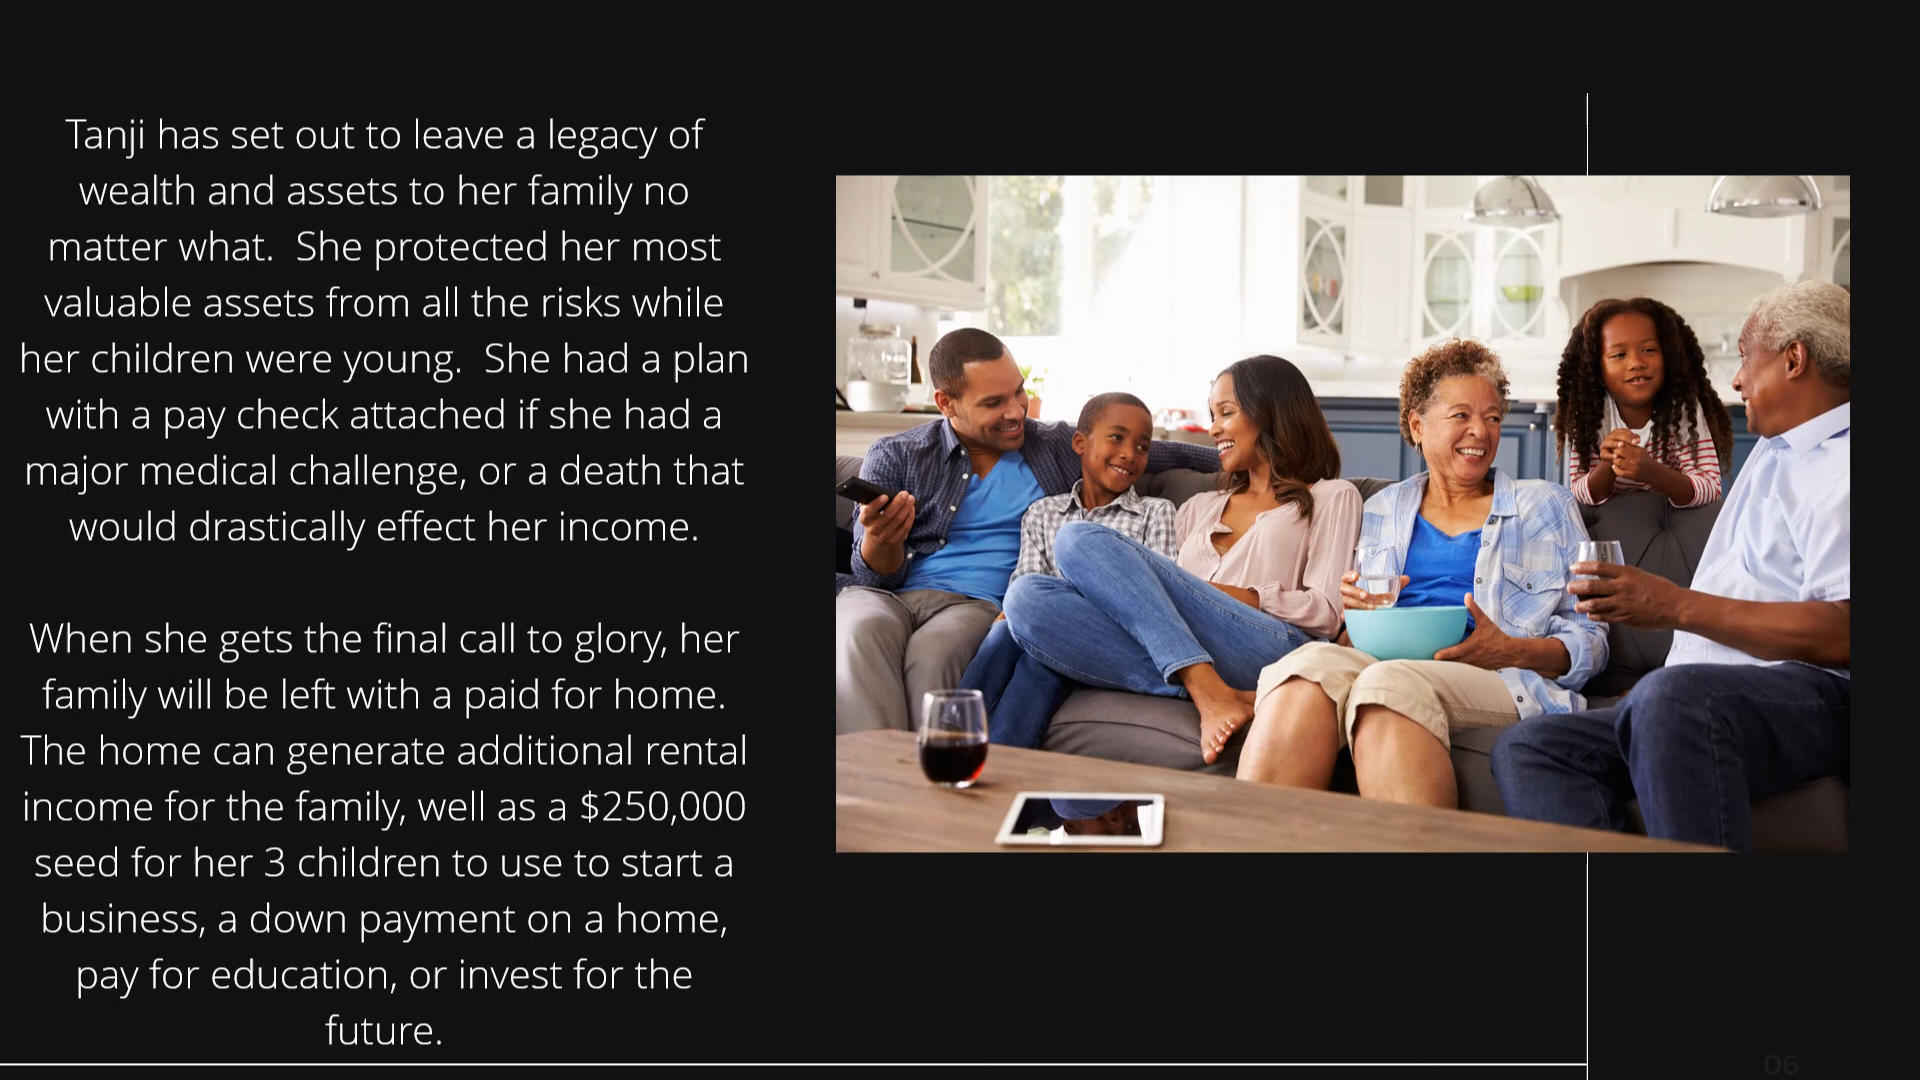 Tanji has set out to leave a legacy of
wealth and assets to her family no
matter what.  She protected her most
valuable assets from all the risks while
her children were young.  She had a plan
with a pay check attached if she had a
major medical challenge, or a death that
would drastically effect her income.
When she gets the final call to glory, her
family will be left with a paid for home.
The home can generate additional rental
income for the family, well as a $250,000
seed for her 3 children to use to start a
business, a down payment on a home,
pay for education, or invest for the
future.
06